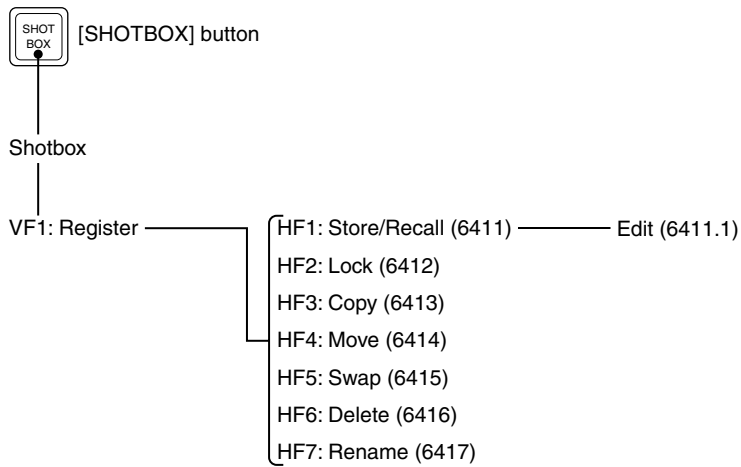 SHOT
BOX
[SHOTBOX] button
Shotbox
VF1: Register
HF1: Store/Recall (6411)
Edit (6411.1)
HF2: Lock (6412)
HF3: Copy (6413)
HF4: Move (6414)
HF5: Swap (6415)
HF6: Delete (6416)
HF7: Rename (6417)